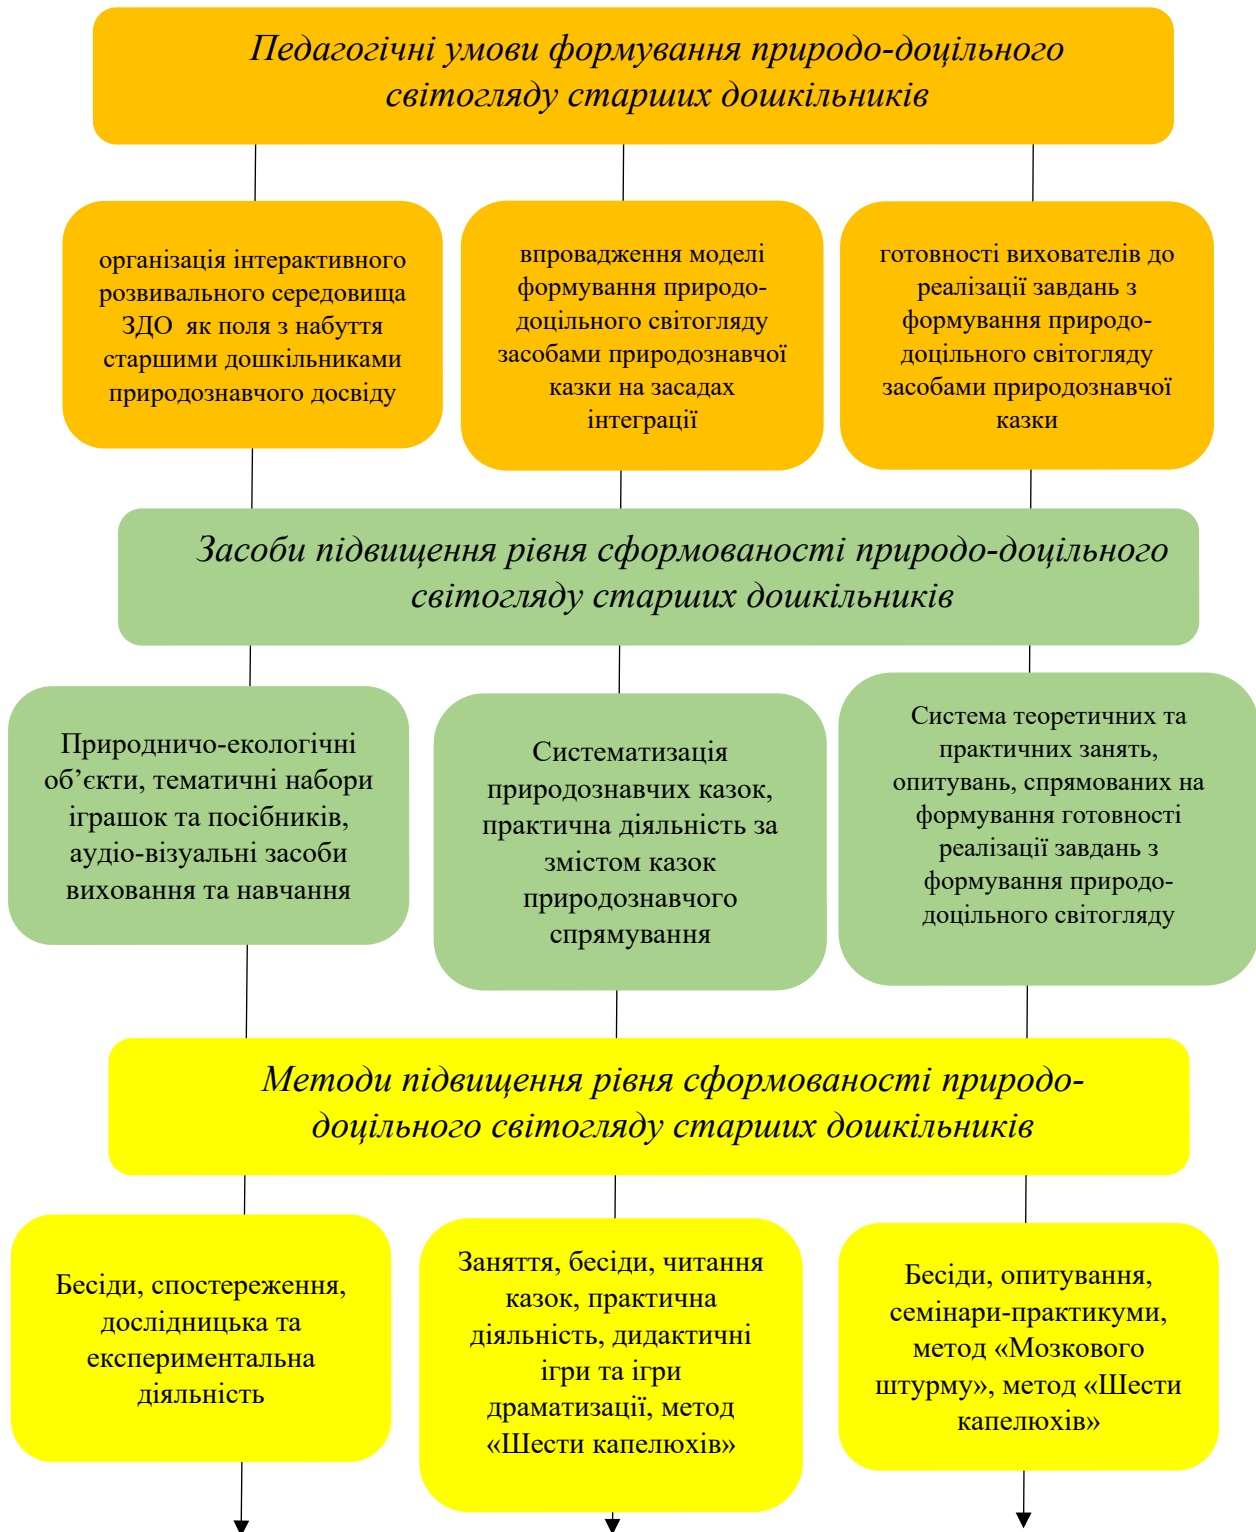 Педагогічні умови формування природо-доцільного
світогляду старших дошкільників
організація інтерактивного
розвивального середовища
ЗДО як поля з набуття
старшими дошкільниками
природознавчого досвіду
впровадження моделі
формування природо-
доцільного світогляду
засобами природознавчої
казки на засадах
інтеграції
готовності вихователів до
реалізації завдань з
формування природо-
доцільного світогляду
засобами природознавчої
казки
Засоби підвищення рівня сформованості природо-доцільного
світогляду старших дошкільників
Природничо-екологічні
об’єкти, тематичні набори
іграшок та посібників,
аудіо-візуальні засоби
виховання та навчання
Систематизація
природознавчих казок,
практична діяльність за
змістом казок
природознавчого
спрямування
Система теоретичних та
практичних занять,
опитувань, спрямованих на
формування готовності
реалізації завдань з
формування природо-
доцільного світогляду
Методи підвищення рівня сформованості природо-
доцільного світогляду старших дошкільників
Бесіди, спостереження,
дослідницька та
експериментальна
діяльність
Заняття, бесіди, читання
казок, практична
діяльність, дидактичні
ігри та ігри
драматизації, метод
«Шести капелюхів»
Бесіди, опитування,
семінари-практикуми,
метод «Мозкового
штурму», метод «Шести
капелюхів»